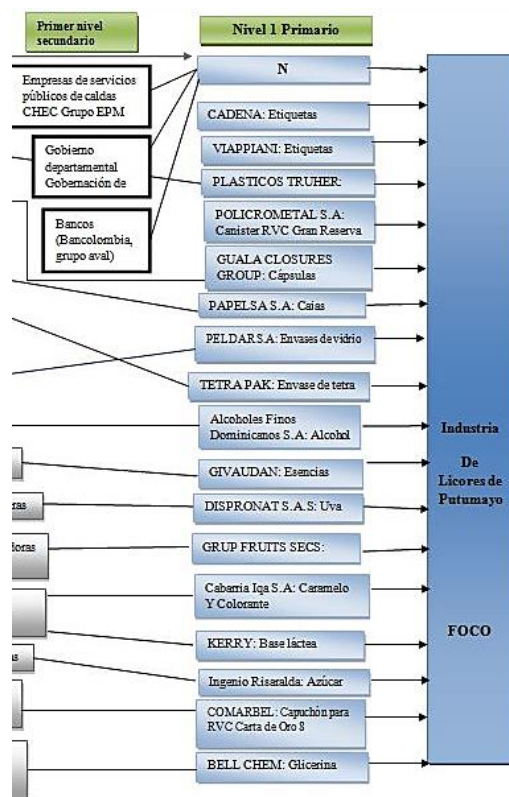 Primer nivel
secundario
Nivel 1 Primario
Empresas de servicios
públicos de caldas
CHEC Grupo EPM
Gobierno
departamental
Gobernación de
Bancos
(Bancolombia,
grupo aval)
N
CADENA: Etiquetas
VIAPPIANI: Etiquetas
PLASTICOS TRUHER:
POLICROMETAL S.A:
Canister RVC Gran Reserva
GUALA CLOSURES
GROUP: Cápsulas
PAPELSA S.A: Caias
PELDAR S.A: Envases de vidrio
TETRA PAK: Envase de tetra
Alcoholes Finos
Dominicanos S.A: Alcohol
GIVAUDAN: Esencias
DISPRONAT S.A.S: Uva
GRUP FRUITS SECS:
Cabarria Iqa S.A: Caramelo
Y Colorante
KERRY: Base láctea
Ingenio Risaralda: Azúcar
COMARBEL: Capuchón para
RVC Carta de Oro 8
BELL CHEM: Glicerina
Industria
De
Licores de
Putumayo
FOCO